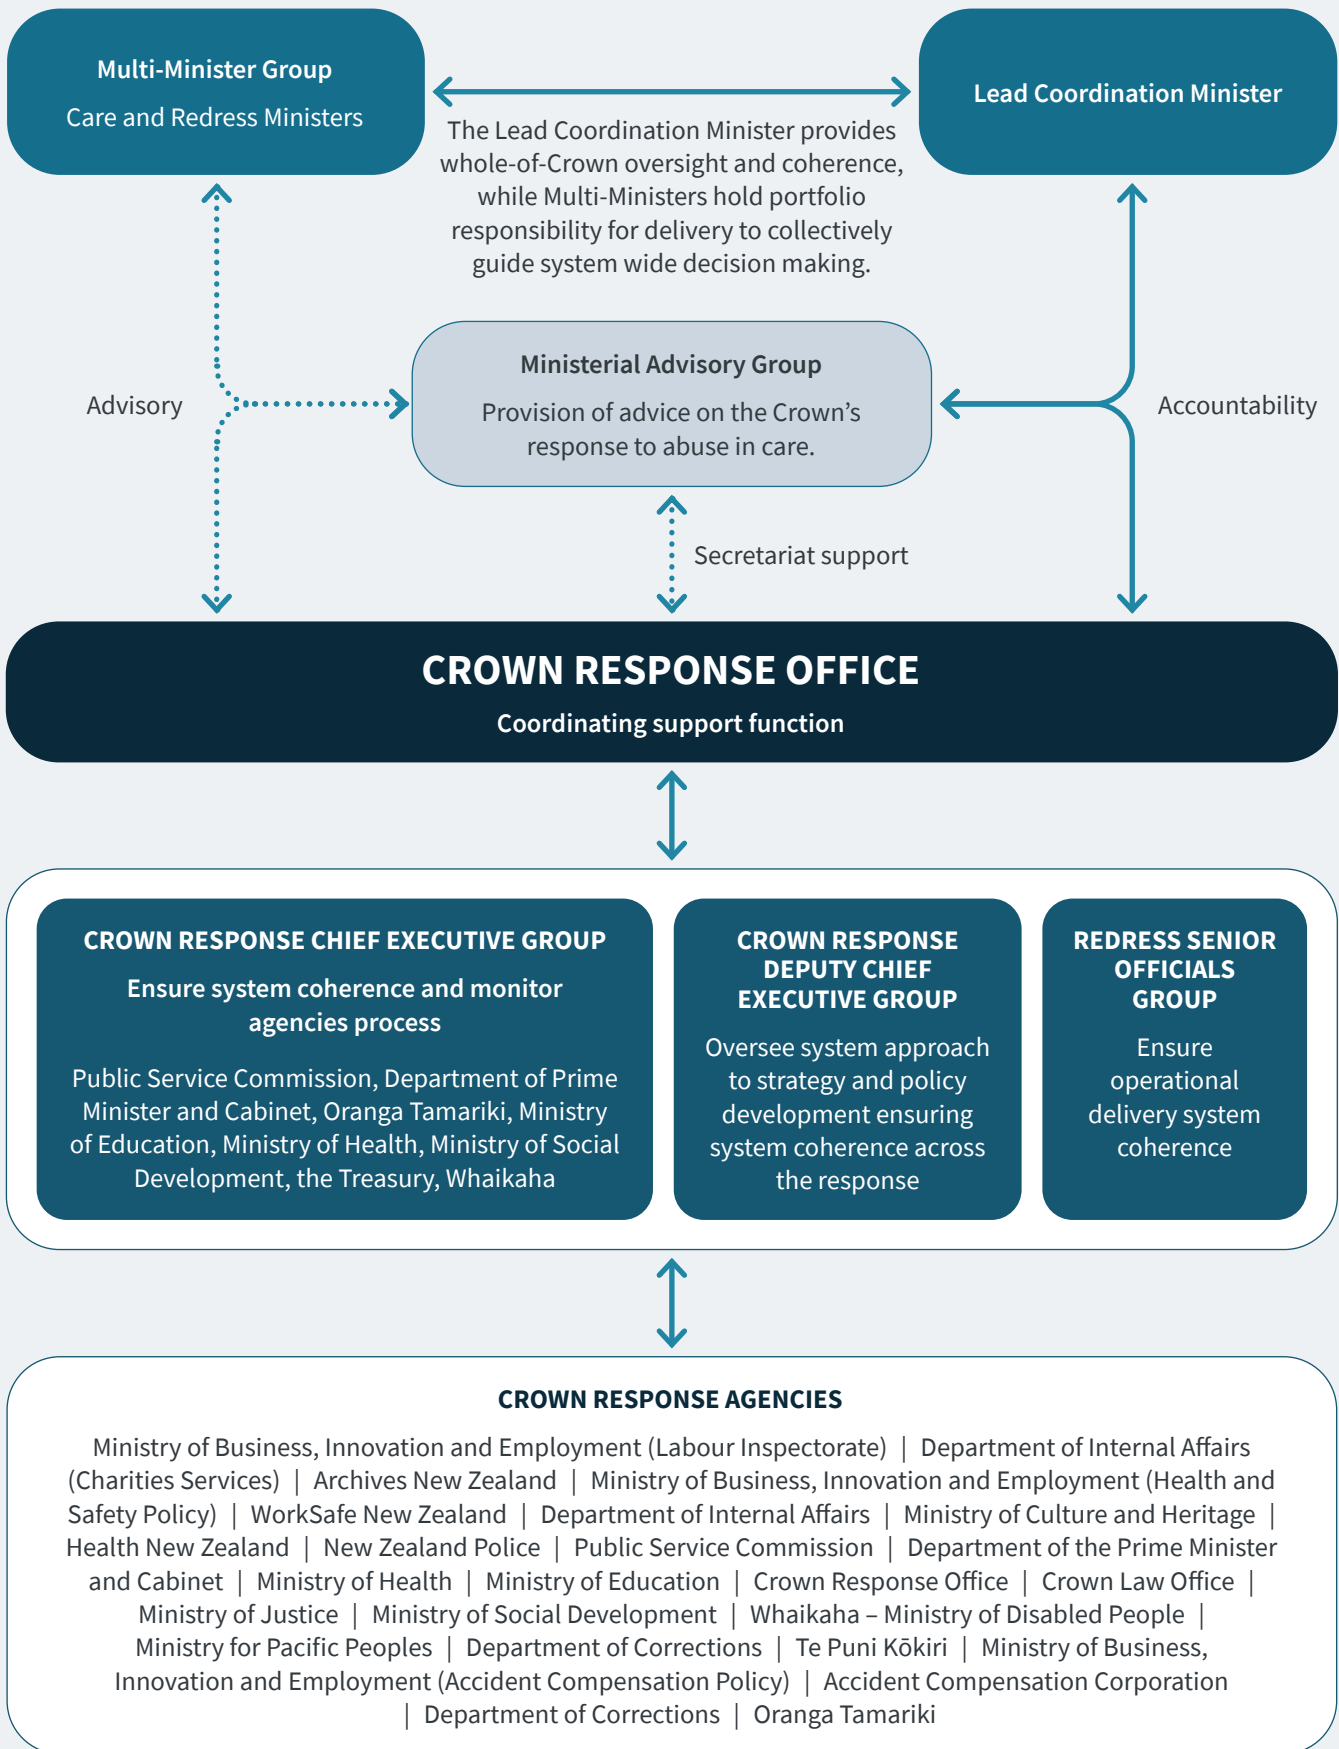 Multi-Minister Group
Care and Redress Ministers
Lead Coordination Minister
The Lead Coordination Minister provides
whole-of-Crown oversight and coherence,
while Multi-Ministers hold portfolio
responsibility for delivery to collectively
guide system wide decision making.
Advisory
Ministerial Advisory Group
Provision of advice on the Crown’s
response to abuse in care.
Accountability
Secretariat support
CROWN RESPONSE OFFICE
Coordinating support function
CROWN RESPONSE CHIEF EXECUTIVE GROUP
Ensure system coherence and monitor
agencies process
Public Service Commission, Department of Prime
Minister and Cabinet, Oranga Tamariki, Ministry
of Education, Ministry of Health, Ministry of Social
Development, the Treasury, Whaikaha
CROWN RESPONSE
DEPUTY CHIEF
EXECUTIVE GROUP
Oversee system approach
to strategy and policy
development ensuring
system coherence across
the response
REDRESS SENIOR
OFFICIALS
GROUP
Ensure
operational
delivery system
coherence
CROWN RESPONSE AGENCIES
Ministry of Business, Innovation and Employment (Labour Inspectorate) | Department of Internal Affairs
(Charities Services) | Archives New Zealand | Ministry of Business, Innovation and Employment (Health and
Safety Policy) | WorkSafe New Zealand | Department of Internal Affairs | Ministry of Culture and Heritage |
Health New Zealand | New Zealand Police | Public Service Commission | Department of the Prime Minister
and Cabinet | Ministry of Health | Ministry of Education | Crown Response Office | Crown Law Office |
Ministry of Justice | Ministry of Social Development | Whaikaha – Ministry of Disabled People |
Ministry for Pacific Peoples | Department of Corrections | Te Puni Kōkiri | Ministry of Business,
Innovation and Employment (Accident Compensation Policy) | Accident Compensation Corporation
| Department of Corrections | Oranga Tamariki